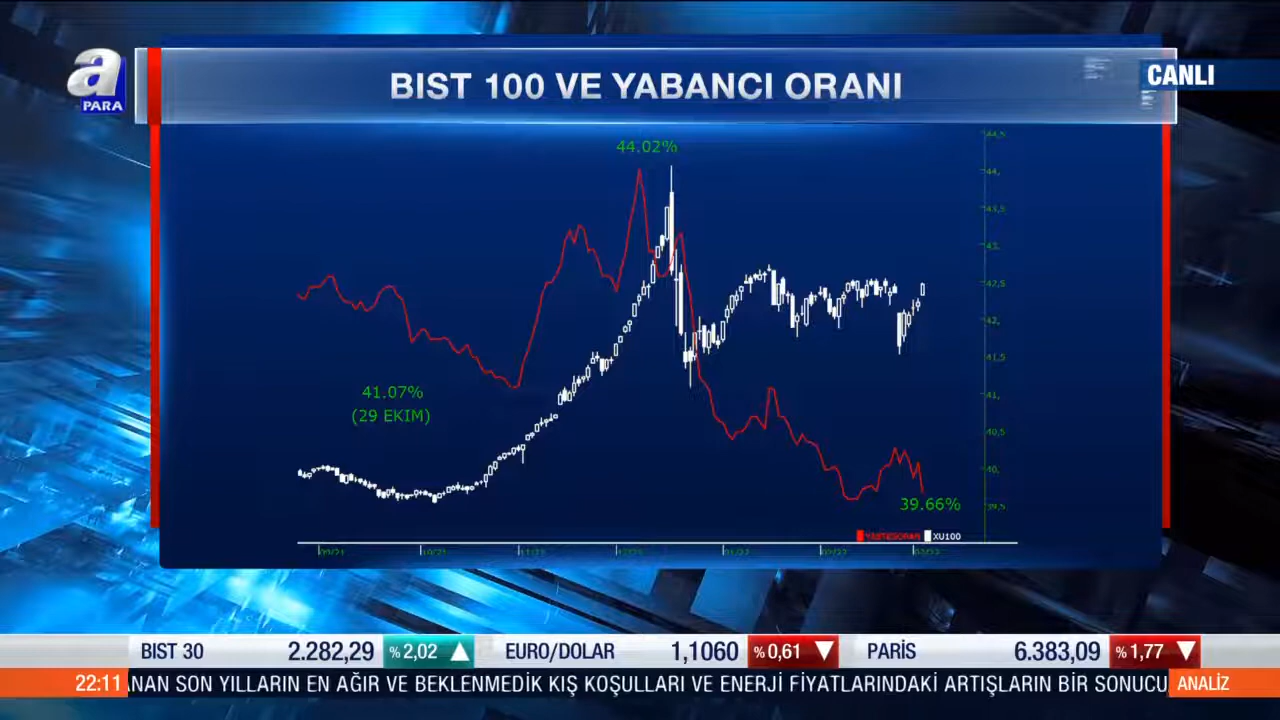 a
PARA
BIST 100 VE YABANCI ORANI
CANLI
44.02%
44,5
44,
43,5
43,
42,5
42,
41,5
41,
40,5
40,
39,5
41.07%
(29 EKIM)
39.66%
XU100
BIST 30 2.282,29 %2,02 EURO/DOLAR 1,1060 %0,61 PARİS 6.383,09 %1,77
22:11 NAN SON YILLARIN EN AĞIR VE BEKLENMEDİK KIŞ KOŞULLARI VE ENERJİ FİYATLARINDAKİ ARTIŞLARIN BİR SONUCU ANALİZ